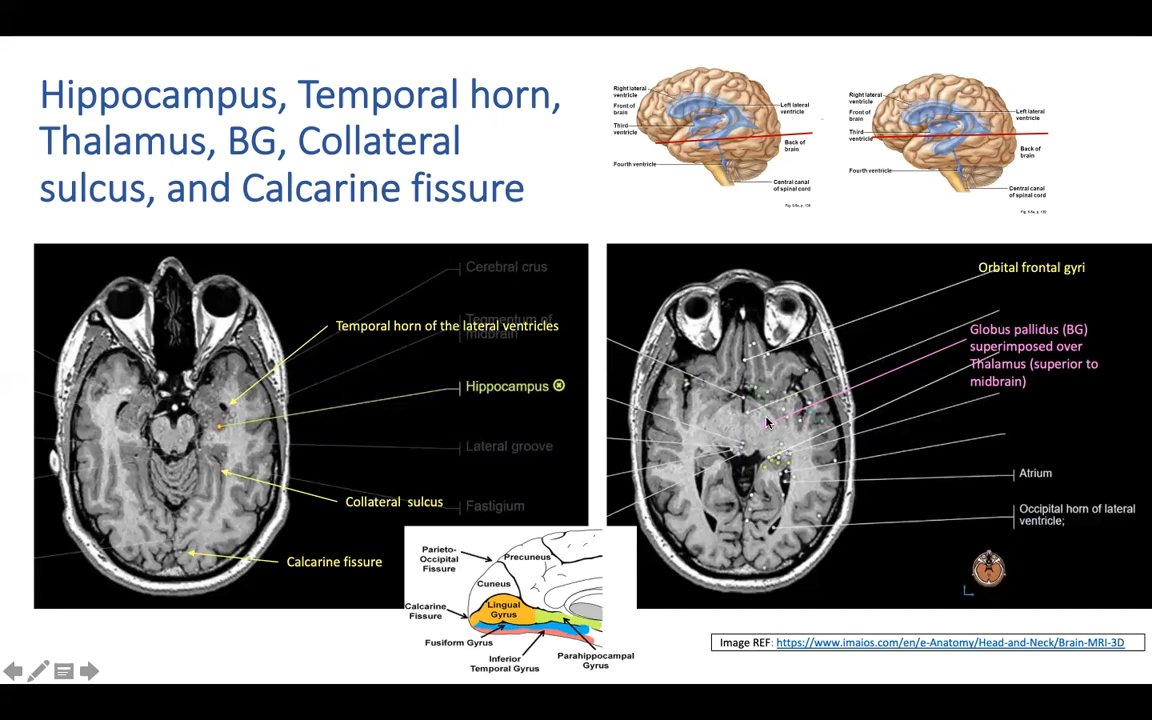 Hippocampus, Temporal horn,
Thalamus, BG, Collateral
sulcus, and Calcarine fissure
Right lateral
ventricle
Front of
brain
Third
ventricle
Fourth ventricle
Left lateral
ventricle
Back of
brain
Central canal
of spinal cord
Right lateral
ventricle
Front of
brain
Third
ventricle
Fourth ventricle
Left lateral
ventricle
Back of
brain
Central canal
of spinal cord
Cerebral crus
Tegmentum of
midbrain
Temporal horn of the lateral ventricles
Hippocampus
Lateral groove
Collateral sulcus
Fastigium
Calcarine fissure
Orbital frontal gyri
Globus pallidus (BG)
superimposed over
Thalamus (superior to
midbrain)
Atrium
Occipital horn of lateral
ventricle;
Parieto-
Occipital
Fissure
Precuneus
Cuneus
Calcarine
Fissure
Lingual
Gyrus
Fusiform Gyrus
Inferior
Temporal Gyrus
Parahippocampal
Gyrus
Image REF: https://www.imaios.com/en/e-Anatomy/Head-and-Neck/Brain-MRI-3D